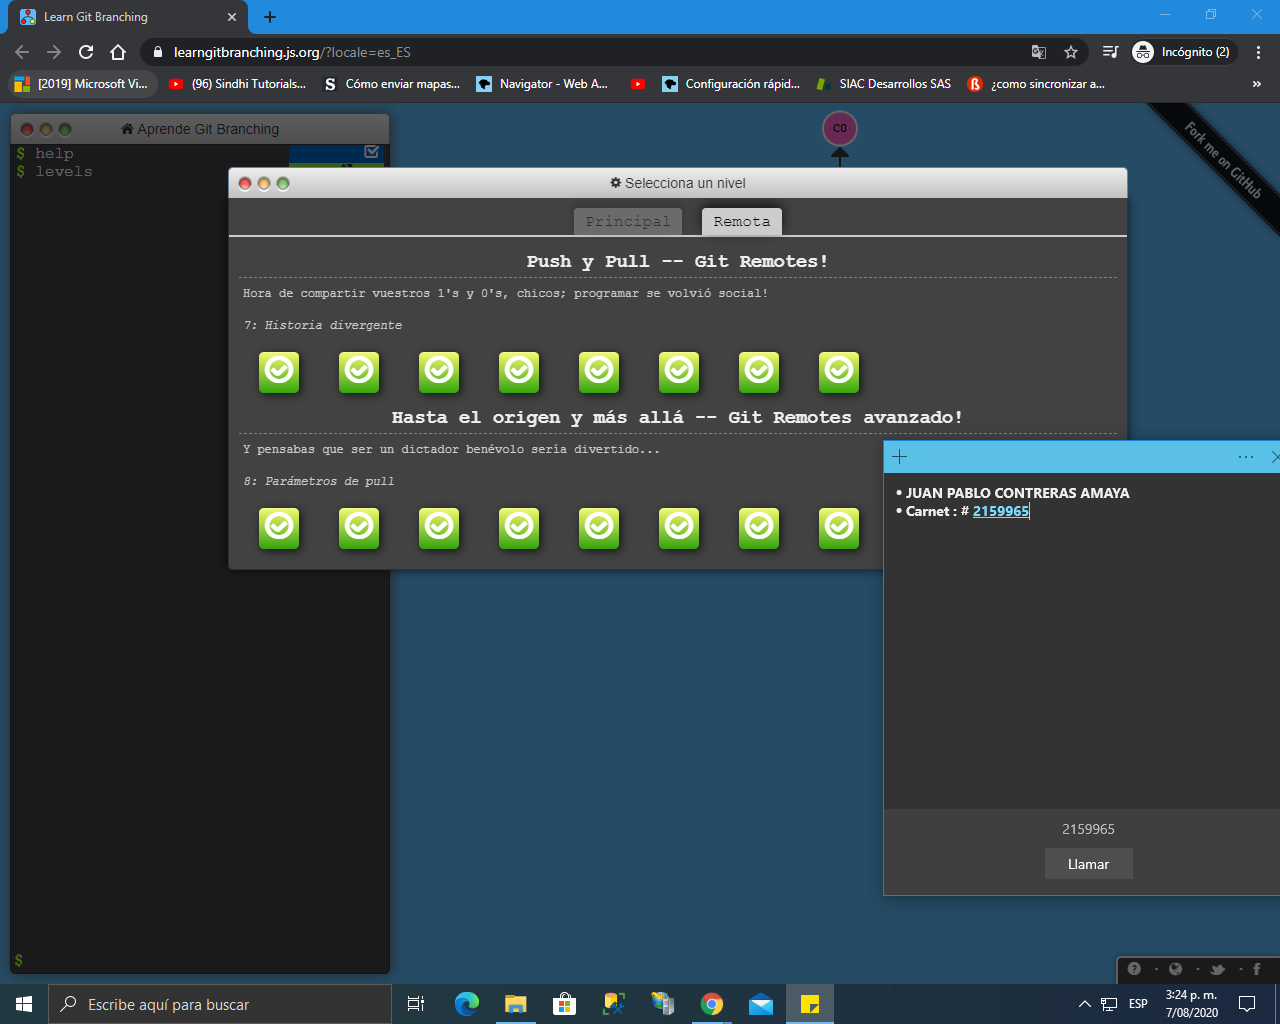 Learn Git Branching
learngitbranching.js.org/?locale=es_ES
Incógnito (2)
[2019] Microsoft Vi...
(96) Sindhi Tutorials...
Cómo enviar mapas...
Navigator - Web A...
Configuración rápid...
SIAC Desarrollos SAS
¿como sincronizar a...
»
Aprende Git Branching
$ help
$ levels
C0
Fork me on GitHub
Selecciona un nivel
Principal
Remota
Push y Pull -- Git Remotes!
Hora de compartir vuestros 1's y 0's, chicos; programar se volvió social!
7: Historia divergente
Hasta el origen y más allá -- Git Remotes avanzado!
Y pensabas que ser un dictador benévolo sería divertido...
8: Parámetros de pull
• JUAN PABLO CONTRERAS AMAYA
• Carnet : # 2159965
2159965
Llamar
$
Escribe aquí para buscar
ESP
3:24 p. m.
7/08/2020